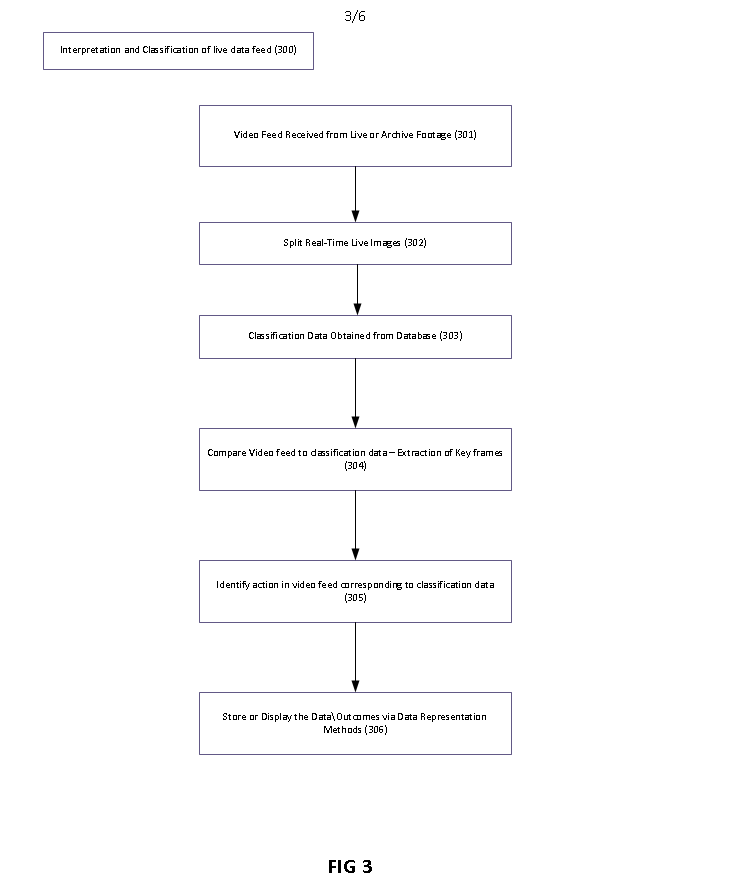 3/6
Interpretation and Classification of live data feed (300)
Video Feed Received from Live or Archive Footage (301)
Split Real-Time Live Images (302)
Classification Data Obtained from Database (303)
Compare Video feed to classification data – Extraction of Key frames
(304)
Identify action in video feed corresponding to classification data
(305)
Store or Display the Data\Outcomes via Data Representation
Methods (306)
FIG 3